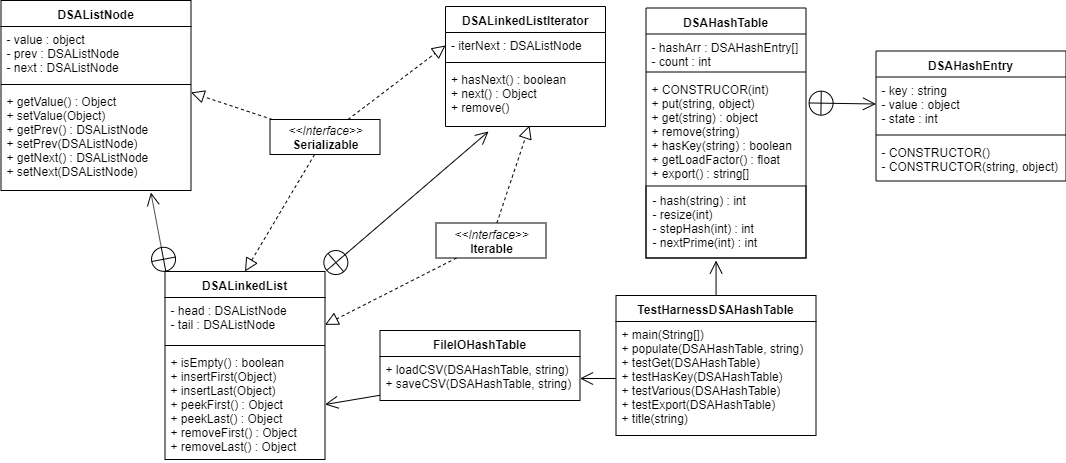 DSAListNode
- value : object
- prev : DSAListNode
- next : DSAListNode
+ getValue() : Object
+ setValue(Object)
+ getPrev() : DSAListNode
+ setPrev(DSAListNode)
+ getNext() : DSAListNode
+ setNext(DSAListNode)
DSALinkedListIterator
- iterNext : DSAListNode
+ hasNext() : boolean
+ next() : Object
+ remove()
DSAHashTable
- hashArr : DSAHashEntry[]
- count : int
+ CONSTRUCOR(int)
+ put(string, object)
+ get(string) : object
+ remove(string)
+ hasKey(string) : boolean
+ getLoadFactor() : float
+ export() : string[]
- hash(string) : int
- resize(int)
- stepHash(int) : int
- nextPrime(int) : int
DSAHashEntry
- key : string
- value : object
- state : int
- CONSTRUCTOR()
- CONSTRUCTOR(string, object)
<<Interface>>
Serializable
<<Interface>>
Iterable
DSALinkedList
- head : DSAListNode
- tail : DSAListNode
+ isEmpty() : boolean
+ insertFirst(Object)
+ insertLast(Object)
+ peekFirst() : Object
+ peekLast() : Object
+ removeFirst() : Object
+ removeLast() : Object
FileIOHashTable
+ loadCSV(DSAHashTable, string)
+ saveCSV(DSAHashTable, string)
TestHarnessDSAHashTable
+ main(String[])
+ populate(DSAHashTable, string)
+ testGet(DSAHashTable)
+ testHasKey(DSAHashTable)
+ testVarious(DSAHashTable)
+ testExport(DSAHashTable)
+ title(string)